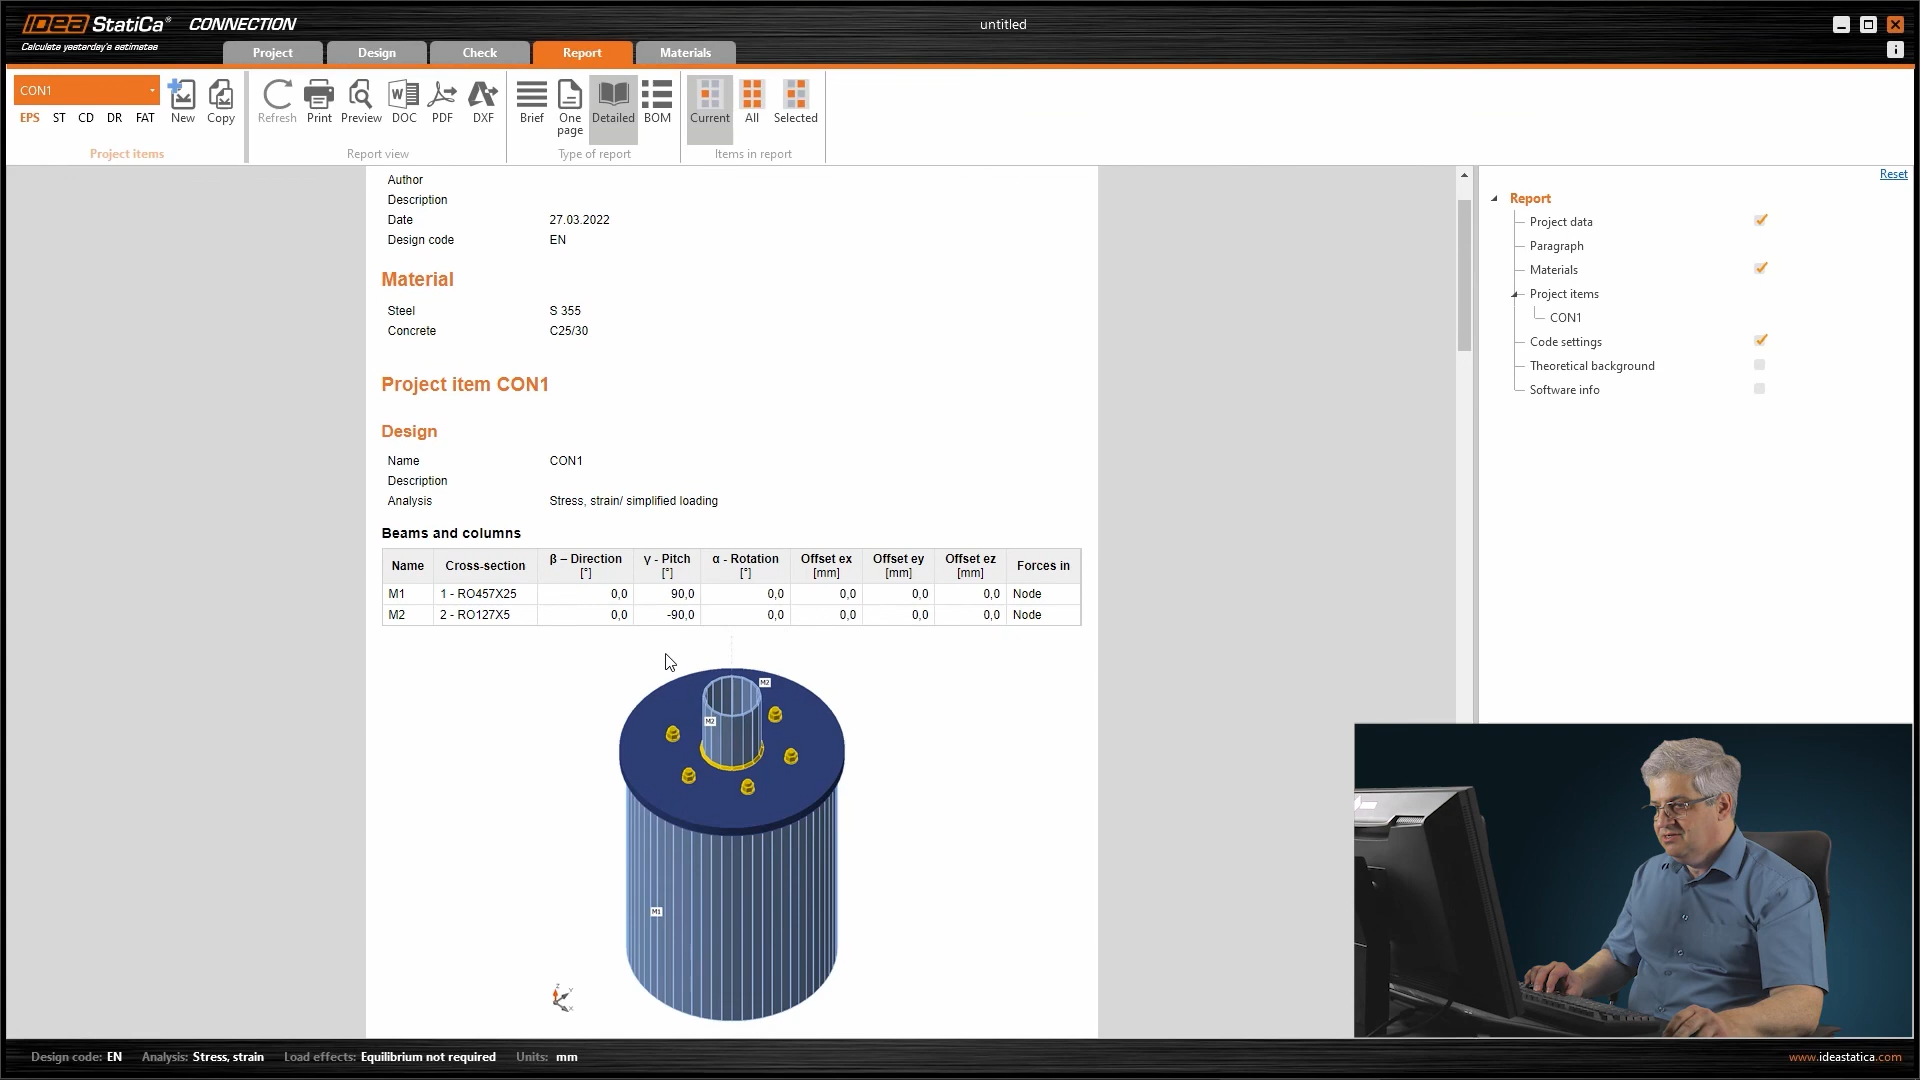 IDEA StatiCa® CONNECTION
Calculate yesterday's estimates
untitled
Project Design Check Report Materials
CON1
EPS ST CD DR FAT
New
Copy
Project items
Refresh
Print
Preview
DOC
PDF
DXF
Report view
Brief
One page
Detailed
BOM
Type of report
Current
All
Selected
Items in report
Author
Description
Date 27.03.2022
Design code EN
Material
Steel S 355
Concrete C25/30
Project item CON1
Design
Name CON1
Description
Analysis Stress, strain/ simplified loading
Beams and columns
Name Cross-section β – Direction [°] γ - Pitch [°] α - Rotation [°] Offset ex [mm] Offset ey [mm] Offset ez [mm] Forces in
M1 1 - RO457X25 0,0 90,0 0,0 0,0 0,0 0,0 Node
M2 2 - RO127X5 0,0 -90,0 0,0 0,0 0,0 0,0 Node
M2
M2
M1
Z
Y
X
Reset
Report
Project data
Paragraph
Materials
Project items
CON1
Code settings
Theoretical background
Software info
Design code: EN Analysis: Stress, strain Load effects: Equilibrium not required Units: mm
www.ideastatica.com